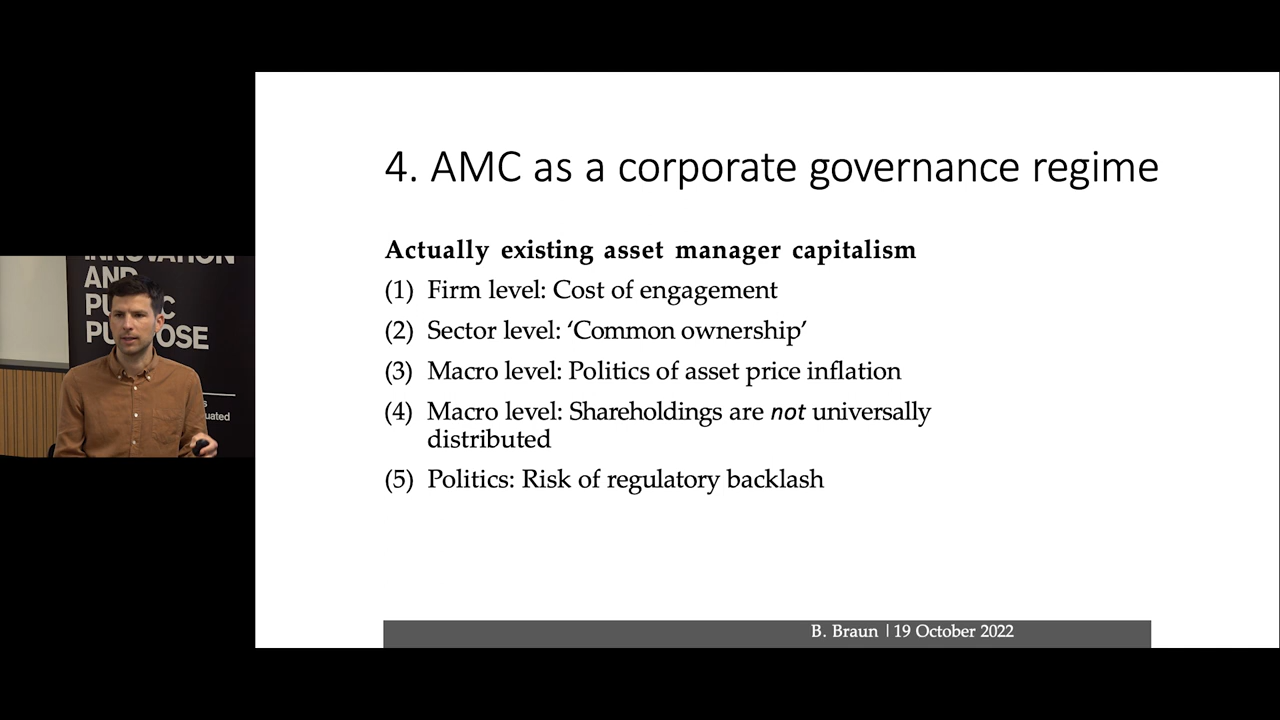 4. AMC as a corporate governance regime
Actually existing asset manager capitalism
(1) Firm level: Cost of engagement
(2) Sector level: ‘Common ownership’
(3) Macro level: Politics of asset price inflation
(4) Macro level: Shareholdings are not universally
distributed
(5) Politics: Risk of regulatory backlash
B. Braun | 19 October 2022
AND